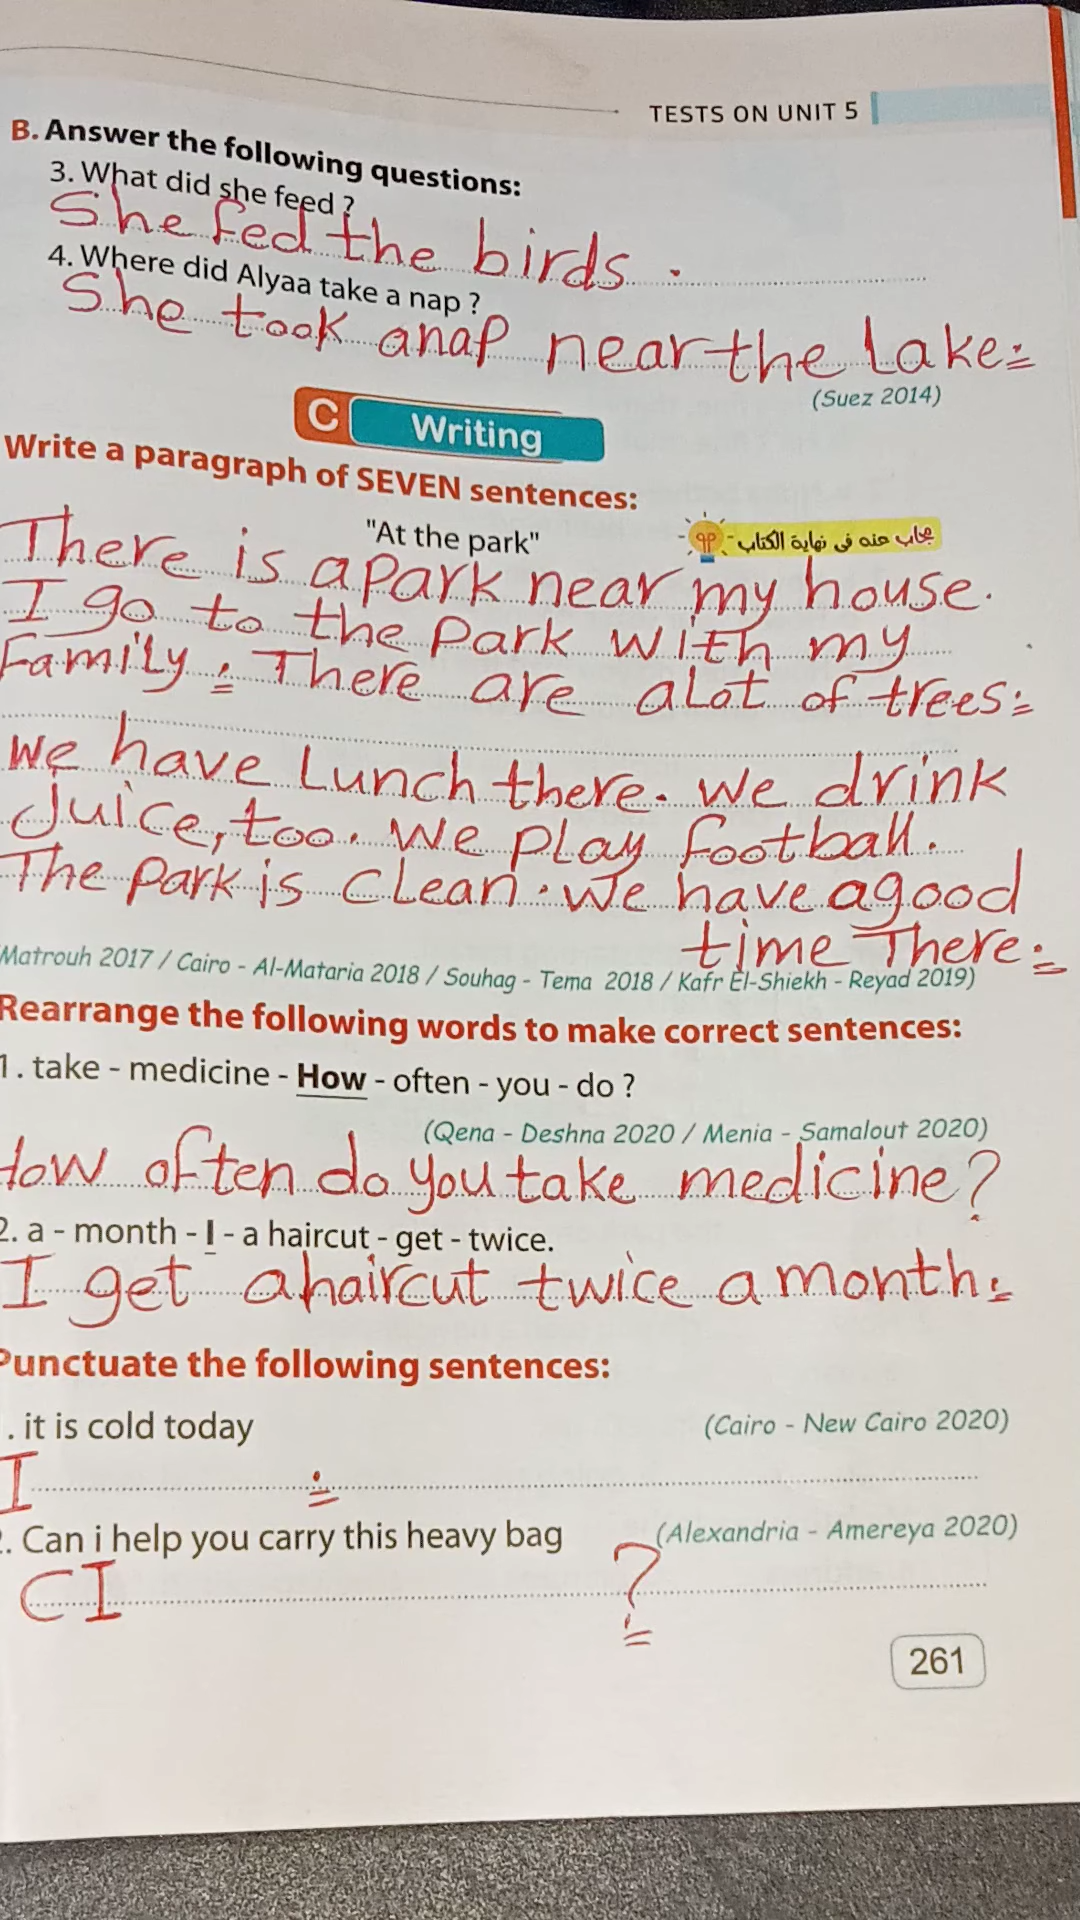 TESTS ON UNIT 5
B. Answer the following questions:
3. What did she feed ?
She fed the birds .
4. Where did Alyaa take a nap ?
She took anap near the lake.
(Suez 2014)
C Writing
Write a paragraph of SEVEN sentences:
"At the park"
مجاب عنه فى نهاية الكتاب
There is a park near my house.
I go to the park with my
Family. There are alot of trees.
We have Lunch there. We drink
Juice, too. We play football.
The park is clean. We have a good
time There.
Matrouh 2017 / Cairo - Al-Mataria 2018 / Souhag - Tema 2018 / Kafr El-Shiekh - Reyad 2019)
Rearrange the following words to make correct sentences:
1. take - medicine - How - often - you - do ?
(Qena - Deshna 2020 / Menia - Samalout 2020)
How often do you take medicine?
2. a - month - I - a haircut - get - twice.
I get a haircut twice a month.
Punctuate the following sentences:
. it is cold today
(Cairo - New Cairo 2020)
I .
. Can i help you carry this heavy bag
(Alexandria - Amereya 2020)
C I ?
261